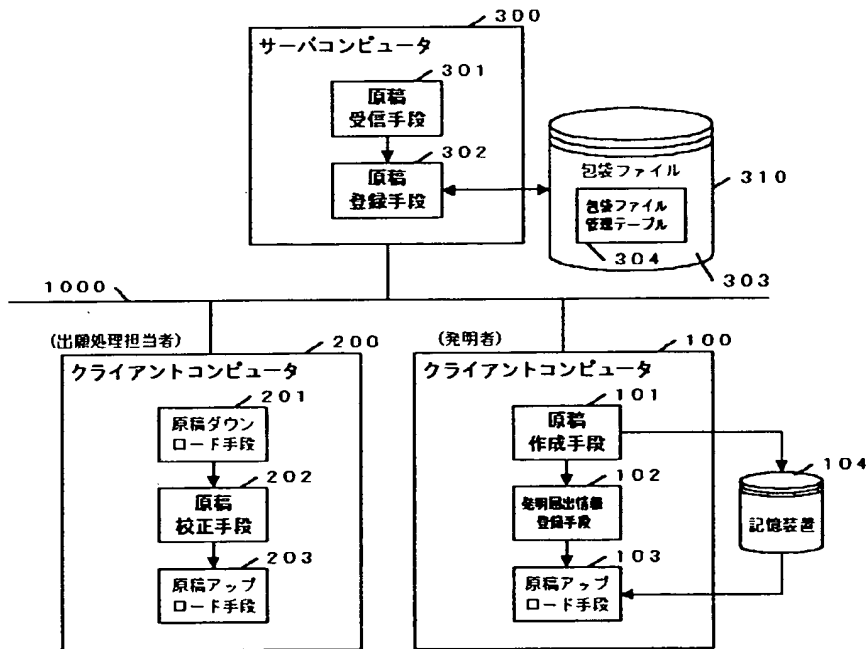 300
サーバコンピュータ
301
原稿
受信手段
302
原稿
登録手段
包袋ファイル
310
包袋ファイル
管理テーブル
304
303
1000
(出願処理担当者)
200
クライアントコンピュータ
201
原稿ダウン
ロード手段
202
原稿
校正手段
203
原稿アップ
ロード手段
(発明者)
100
クライアントコンピュータ
101
原稿
作成手段
102
発明届出情報
登録手段
103
原稿アップ
ロード手段
104
記憶装置